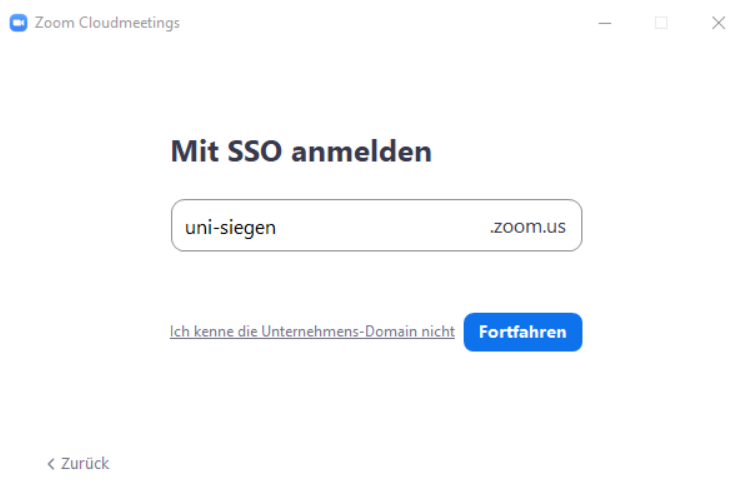 Zoom Cloudmeetings
Mit SSO anmelden
uni-siegen .zoom.us
Ich kenne die Unternehmens-Domain nicht Fortfahren
< Zurück